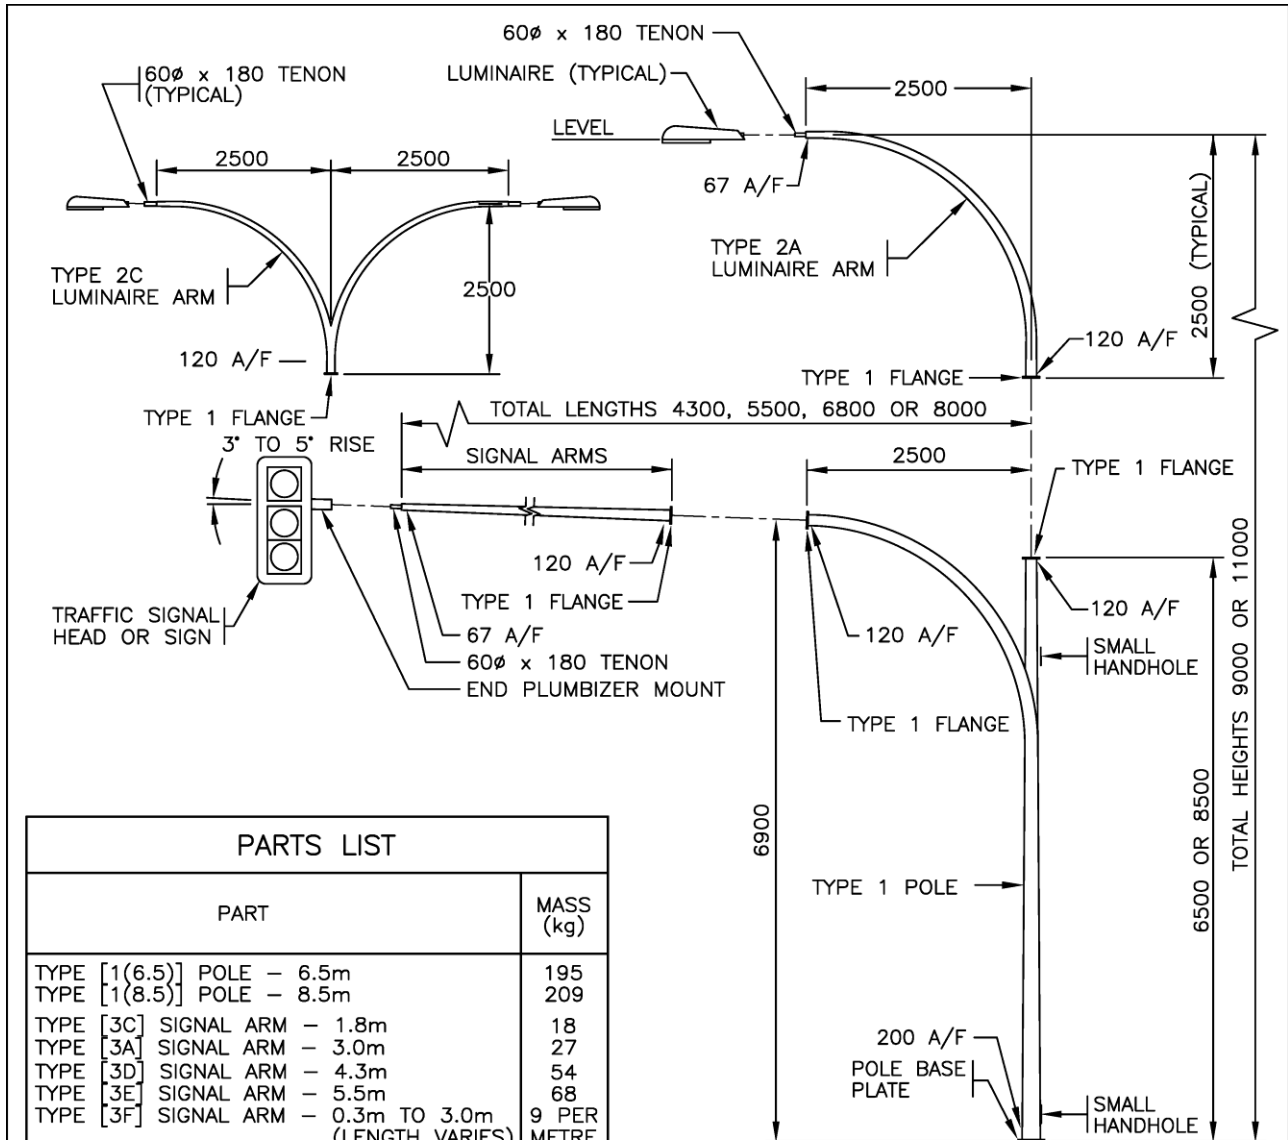 60ø x 180 TENON
LUMINAIRE (TYPICAL)
LEVEL
2500
67 A/F
TYPE 2A
LUMINAIRE ARM
2500 (TYPICAL)
120 A/F
TYPE 1 FLANGE
60ø x 180 TENON
(TYPICAL)
2500
2500
TYPE 2C
LUMINAIRE ARM
2500
120 A/F
TYPE 1 FLANGE
3° TO 5° RISE
TOTAL LENGTHS 4300, 5500, 6800 OR 8000
SIGNAL ARMS
2500
TYPE 1 FLANGE
120 A/F
TYPE 1 FLANGE
67 A/F
60ø x 180 TENON
END PLUMBIZER MOUNT
TRAFFIC SIGNAL
HEAD OR SIGN
120 A/F
TYPE 1 FLANGE
120 A/F
SMALL
HANDHOLE
6900
TYPE 1 POLE
6500 OR 8500
TOTAL HEIGHTS 9000 OR 11000
200 A/F
POLE BASE
PLATE
SMALL
HANDHOLE
PARTS LIST
PART MASS
(kg)
TYPE [1(6.5)] POLE – 6.5m 195
TYPE [1(8.5)] POLE – 8.5m 209
TYPE [3C] SIGNAL ARM – 1.8m 18
TYPE [3A] SIGNAL ARM – 3.0m 27
TYPE [3D] SIGNAL ARM – 4.3m 54
TYPE [3E] SIGNAL ARM – 5.5m 68
TYPE [3F] SIGNAL ARM – 0.3m TO 3.0m 9 PER
(LENGTH VARIES) METRE